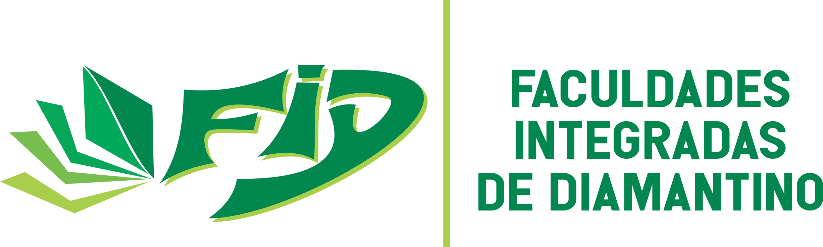 FiD
FACULDADES
INTEGRADAS
DE DIAMANTINO